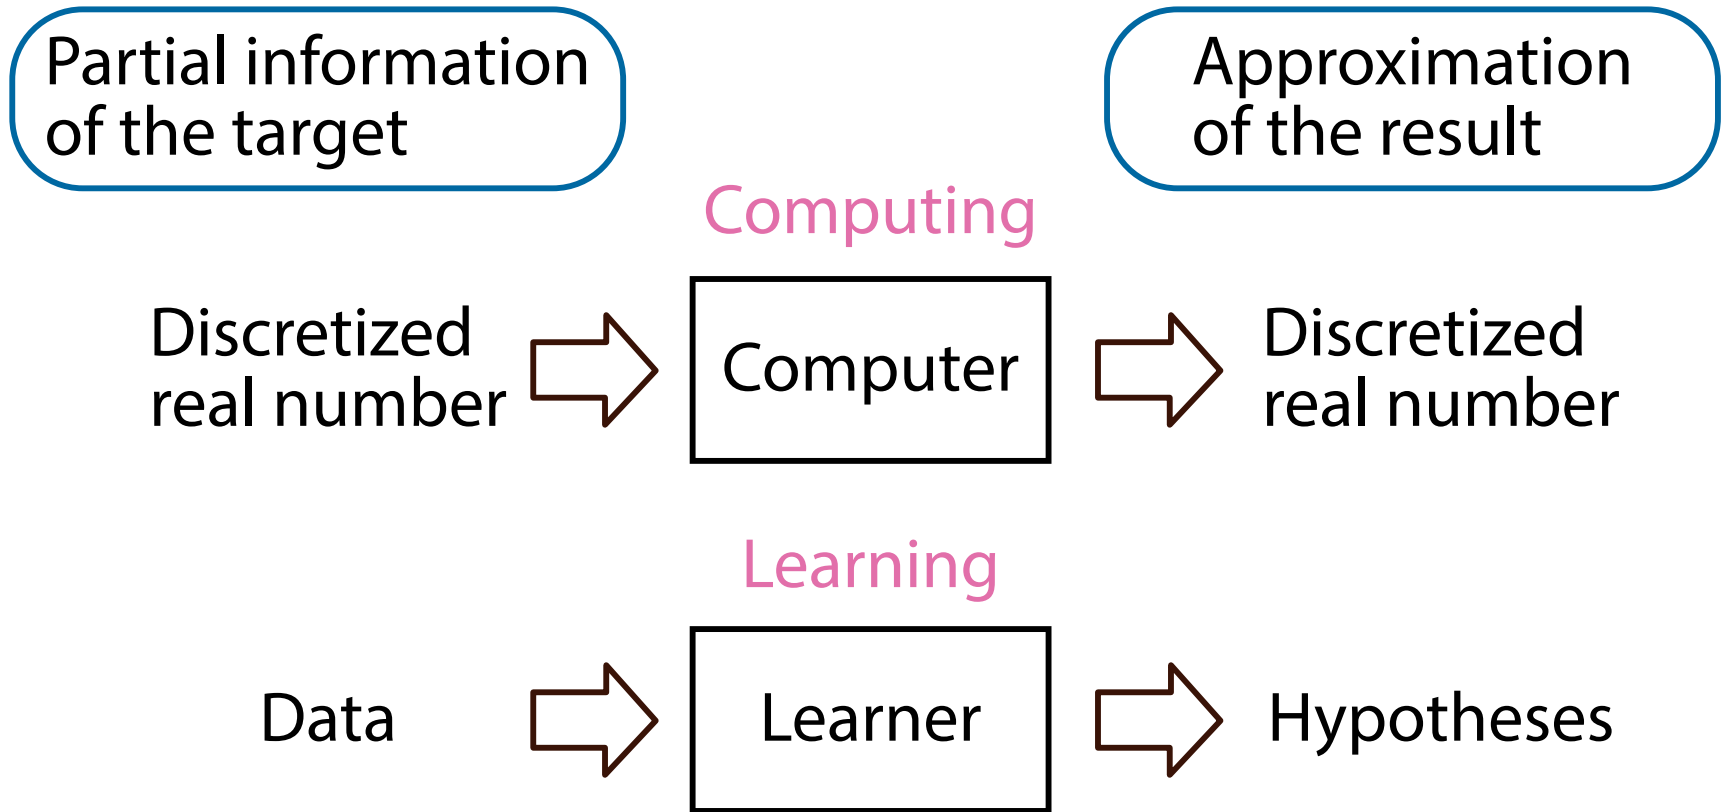 Partial information
of the target
Approximation
of the result
Computing
Discretized
real number
Computer
Discretized
real number
Learning
Data
Learner
Hypotheses